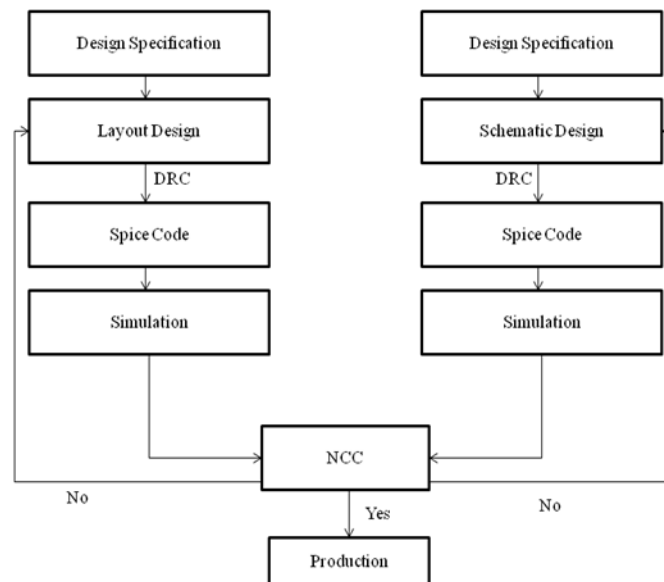 Design Specification
Design Specification
Layout Design
Schematic Design
DRC
DRC
Spice Code
Spice Code
Simulation
Simulation
NCC
No
Yes
No
Production